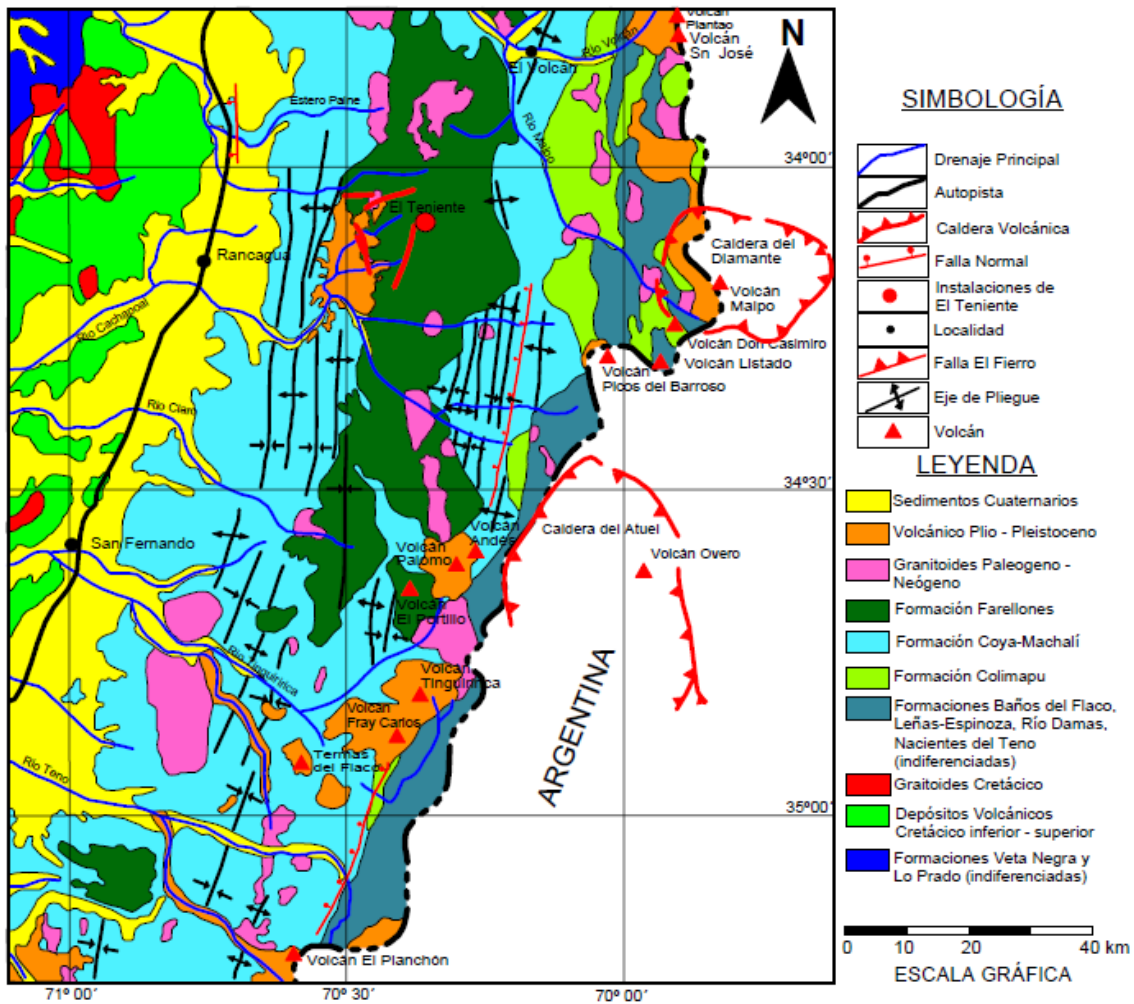 Volcán
Plantao
Volcán
Sn José
Río Volcán
El Volcán
N
Estero Paine
Río Malpo
34º00´
El Teniente
Rancagua
Caldera del
Diamante
Volcán
Malpo
Río Cachapoal
Volcán Don Casimiro
Volcán Listado
Volcán
Picos del Barroso
Río Claro
34º30´
Caldera del Atuel
Volcán
Andés
San Fernando
Volcán
Palomo
Volcán Overo
Volcán
El Portillo
Río Tinguirirlca
Volcán
Tinguirirlca
Volcán
Fray Carlos
ARGENTINA
Termas
del Flaco
Río Teno
35º00´
Volcán El Planchón
71º 00´
70º 30´
70º 00´
SIMBOLOGÍA
Drenaje Principal
Autopista
Caldera Volcánica
Falla Normal
Instalaciones de
El Teniente
Localidad
Falla El Fierro
Eje de Pliegue
Volcán
LEYENDA
Sedimentos Cuaternarios
Volcánico Plio - Pleistoceno
Granitoides Paleogeno -
Neógeno
Formación Farellones
Formación Coya-Machalí
Formación Colimapu
Formaciones Baños del Flaco,
Leñas-Espinoza, Río Damas,
Nacientes del Teno
(indiferenciadas)
Graitoides Cretácico
Depósitos Volcánicos
Cretácico inferior - superior
Formaciones Veta Negra y
Lo Prado (indiferenciadas)
0 10 20 40 km
ESCALA GRÁFICA